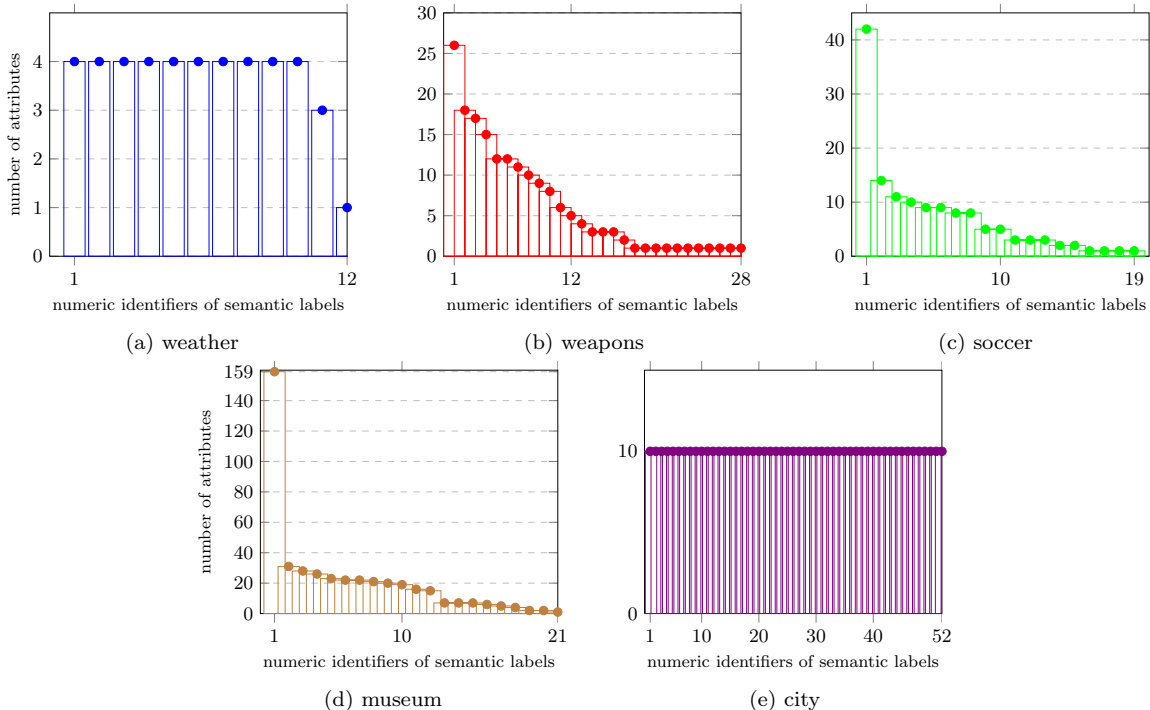 number of attributes
4
3
2
1
0
1 12
numeric identifiers of semantic labels
(a) weather
30
25
20
15
10
5
0
1 12 28
numeric identifiers of semantic labels
(b) weapons
40
30
20
10
0
1 10 19
numeric identifiers of semantic labels
(c) soccer
number of attributes
159
140
120
100
80
60
40
20
0
1 10 21
numeric identifiers of semantic labels
(d) museum
10
0
1 10 20 30 40 52
numeric identifiers of semantic labels
(e) city